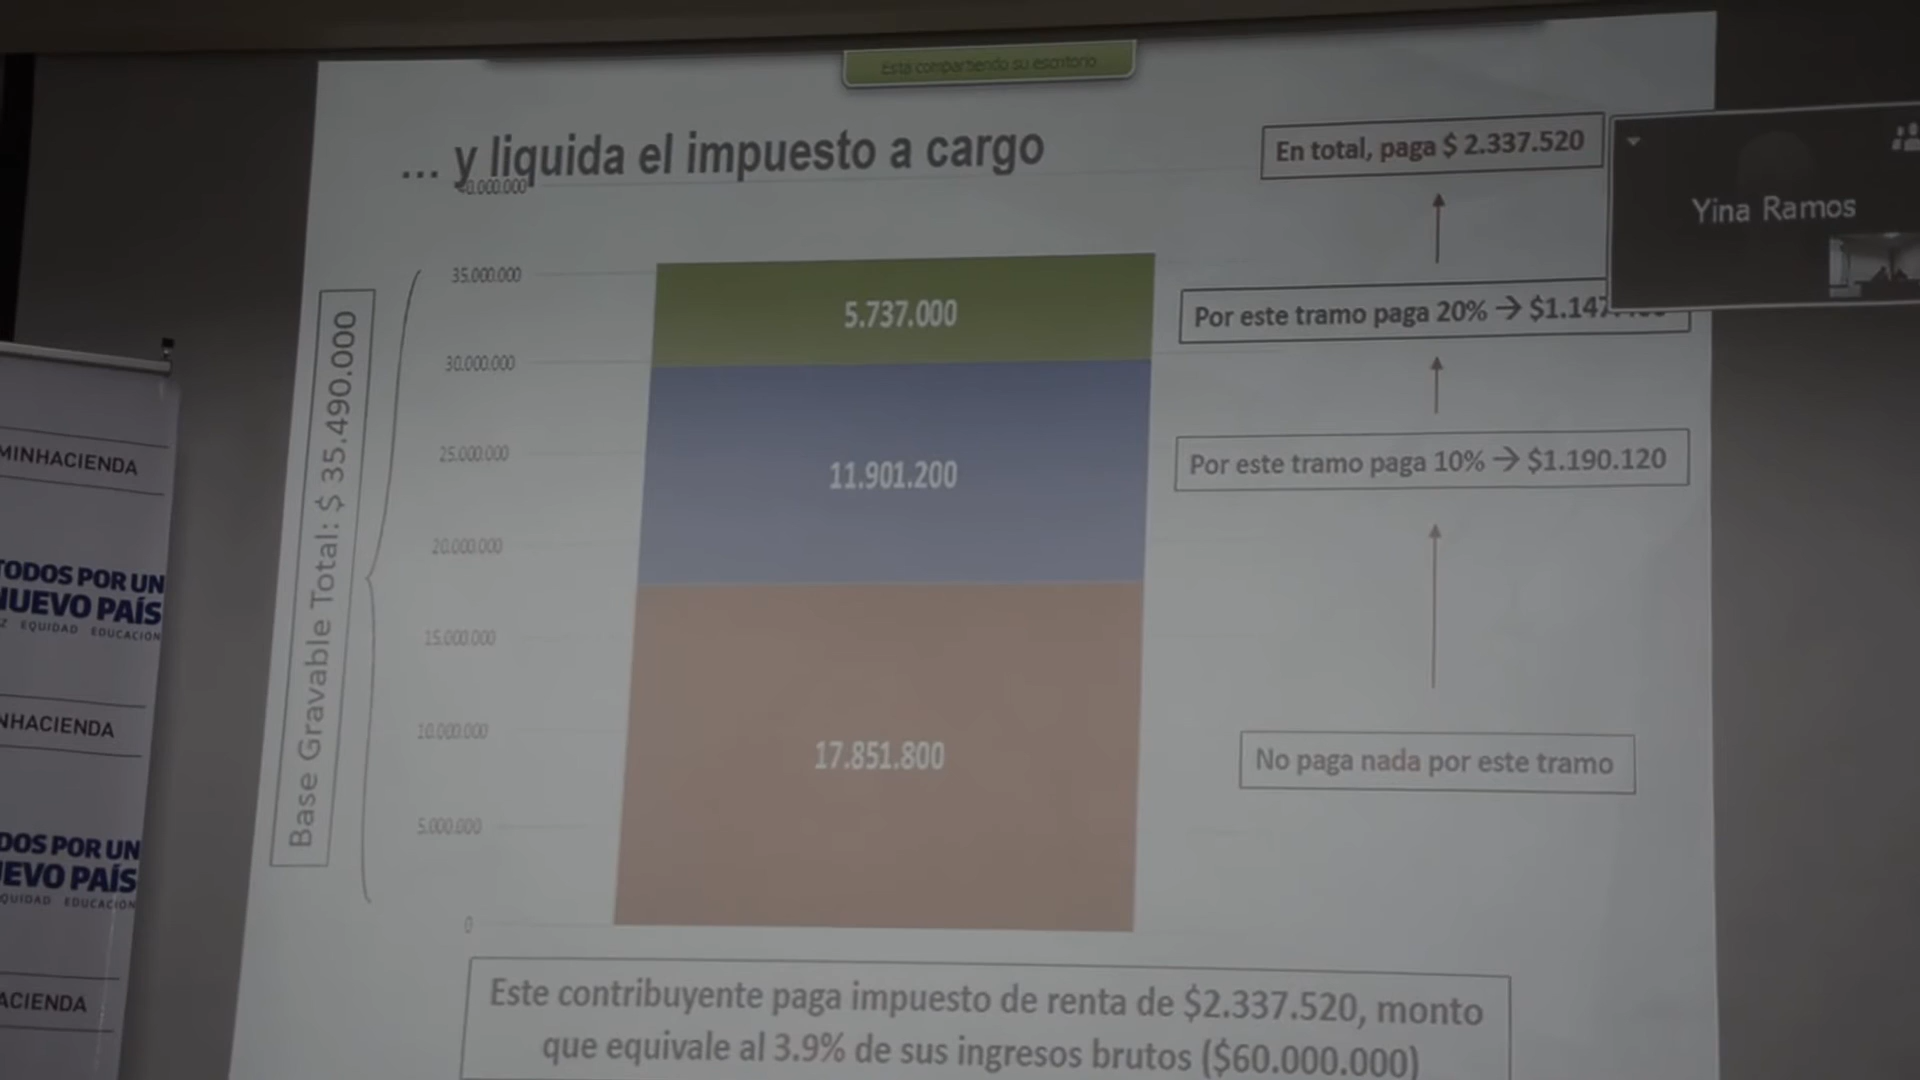 Está compartiendo su escritorio
... y liquida el impuesto a cargo
En total, paga $ 2.337.520
Yina Ramos
40.000.000
35.000.000
30.000.000
25.000.000
20.000.000
15.000.000
10.000.000
5.000.000
0
Base Gravable Total: $ 35.490.000
5.737.000
Por este tramo paga 20% → $1.147
11.901.200
Por este tramo paga 10% → $1.190.120
17.851.800
No paga nada por este tramo
Este contribuyente paga impuesto de renta de $2.337.520, monto
que equivale al 3.9% de sus ingresos brutos ($60.000.000)
MINHACIENDA
TODOS POR UN
NUEVO PAÍS
Z EQUIDAD EDUCACIÓN
NHACIENDA
DOS POR UN
EVO PAÍS
QUIDAD EDUCACIÓN
ACIENDA